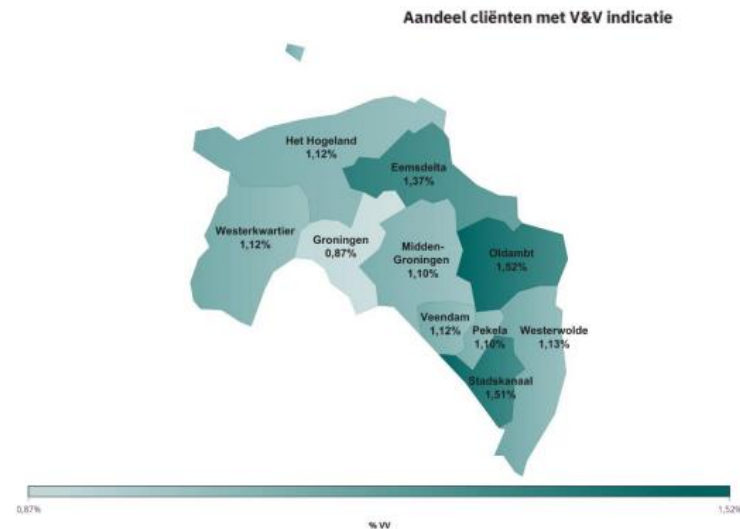 Aandeel cliënten met V&V indicatie
Het Hogeland
1,12%
Eemsdelta
1,37%
Westerkwartier
1,12%
Groningen
0,87%
Midden-
Groningen
1,10%
Oldambt
1,52%
Veendam
1,12%
Pekela
1,10%
Westerwolde
1,13%
Stadskanaal
1,51%
0,87%
1,52%
% VV